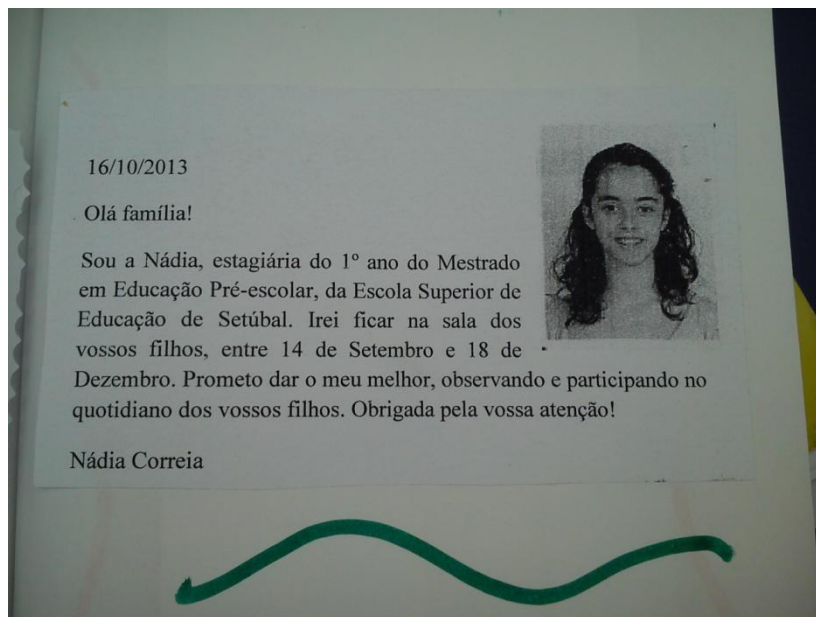 16/10/2013
Olá família!
Sou a Nádia, estagiária do 1º ano do Mestrado
em Educação Pré-escolar, da Escola Superior de
Educação de Setúbal. Irei ficar na sala dos
vossos filhos, entre 14 de Setembro e 18 de
Dezembro. Prometo dar o meu melhor, observando e participando no
quotidiano dos vossos filhos. Obrigada pela vossa atenção!
Nádia Correia